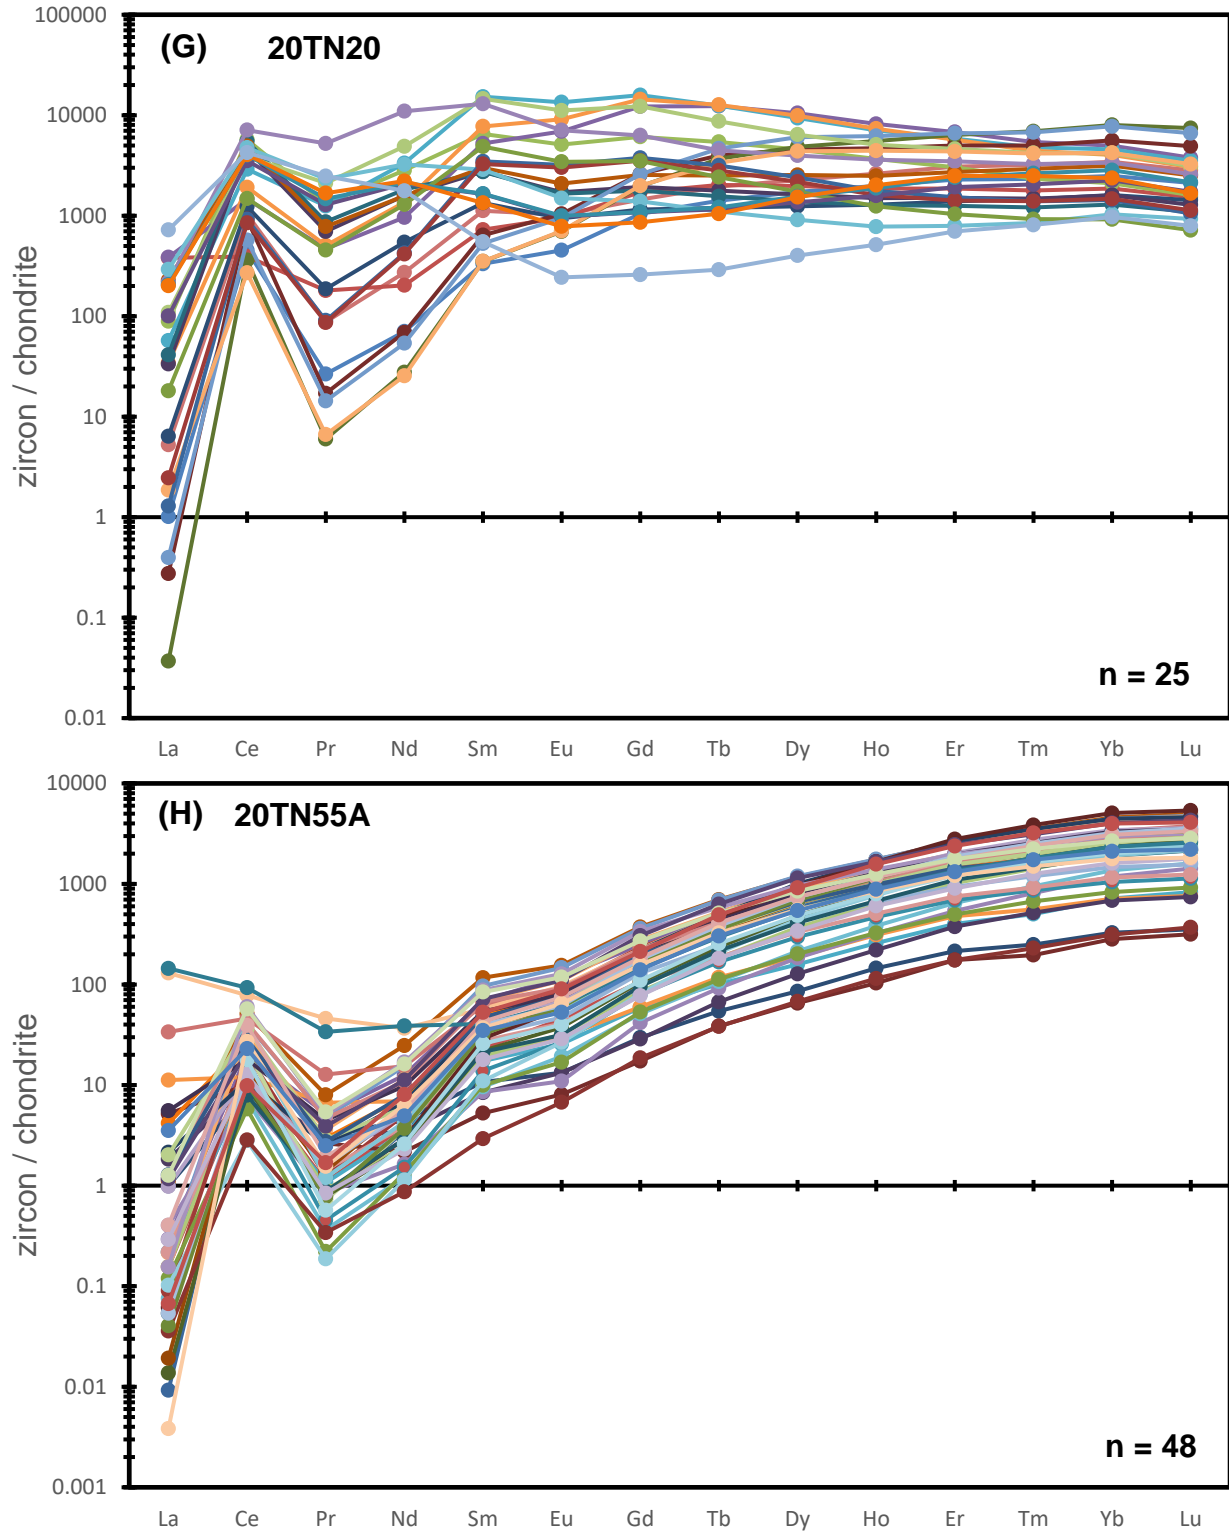 100000
(G) 20TN20
10000
1000
100
10
1
0.1
0.01
zircon / chondrite
n = 25
La Ce Pr Nd Sm Eu Gd Tb Dy Ho Er Tm Yb Lu
10000
(H) 20TN55A
1000
100
10
1
0.1
0.01
0.001
zircon / chondrite
n = 48
La Ce Pr Nd Sm Eu Gd Tb Dy Ho Er Tm Yb Lu